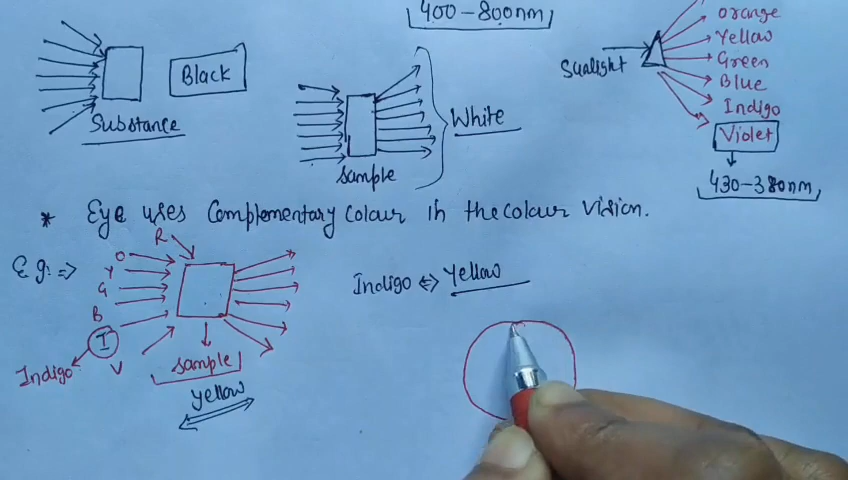 400-800nm
Orange
Yellow
Green
Blue
Indigo
Violet
Sunlight
430-380nm
Black
Substance
White
Sample
* Eye uses Complementary colour in the colour vision.
E.g. =>
R
O
Y
G
B
I
V
Indigo
Sample
Yellow
Indigo <=> Yellow